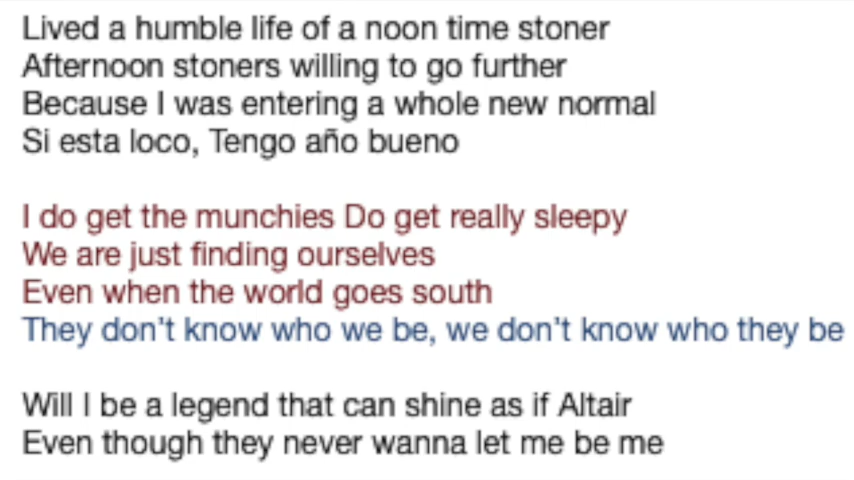 Lived a humble life of a noon time stoner
Afternoon stoners willing to go further
Because I was entering a whole new normal
Si esta loco, Tengo año bueno
I do get the munchies Do get really sleepy
We are just finding ourselves
Even when the world goes south
They don't know who we be, we don't know who they be
Will I be a legend that can shine as if Altair
Even though they never wanna let me be me